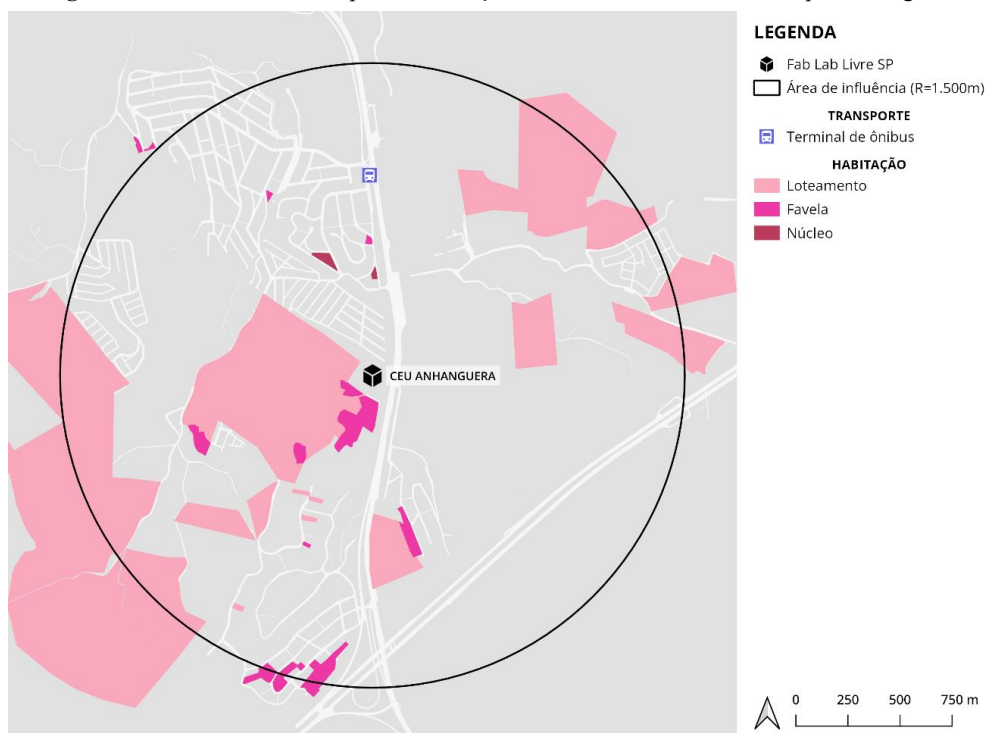 LEGENDA
Fab Lab Livre SP
Área de influência (R=1.500m)
TRANSPORTE
Terminal de ônibus
HABITAÇÃO
Loteamento
Favela
Núcleo
CEU ANHANGUERA
0 250 500 750 m